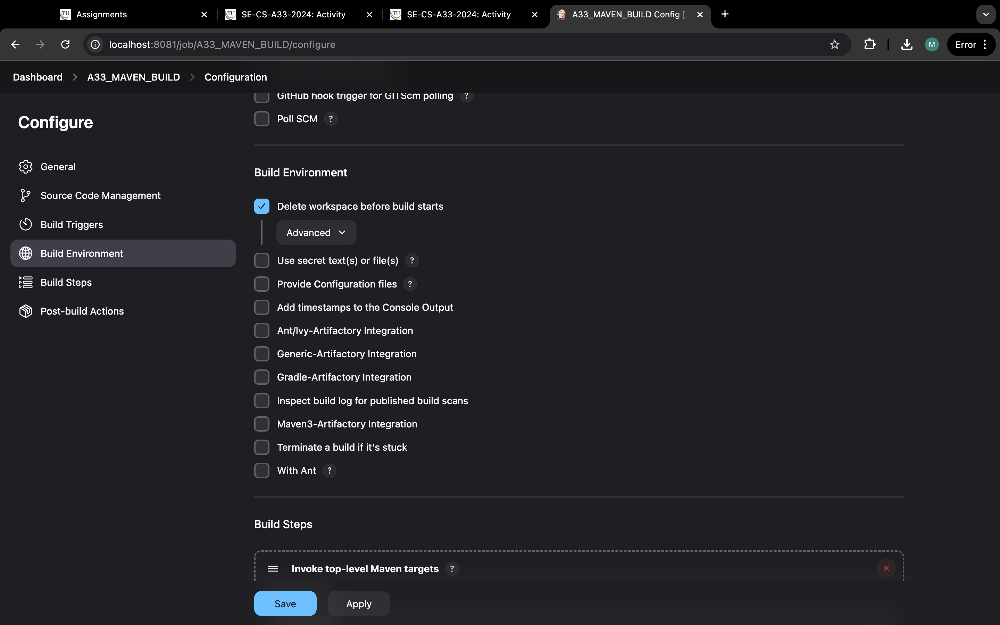 Assignments
SE-CS-A33-2024: Activity
SE-CS-A33-2024: Activity
A33_MAVEN_BUILD Config [
localhost:8081/job/A33_MAVEN_BUILD/configure
M
Error
Dashboard > A33_MAVEN_BUILD > Configuration
Configure
General
Source Code Management
Build Triggers
Build Environment
Build Steps
Post-build Actions
GitHub hook trigger for GITScm polling ?
Poll SCM ?
Build Environment
Delete workspace before build starts
Advanced
Use secret text(s) or file(s) ?
Provide Configuration files ?
Add timestamps to the Console Output
Ant/Ivy-Artifactory Integration
Generic-Artifactory Integration
Gradle-Artifactory Integration
Inspect build log for published build scans
Maven3-Artifactory Integration
Terminate a build if it's stuck
With Ant ?
Build Steps
Invoke top-level Maven targets ?
Save
Apply